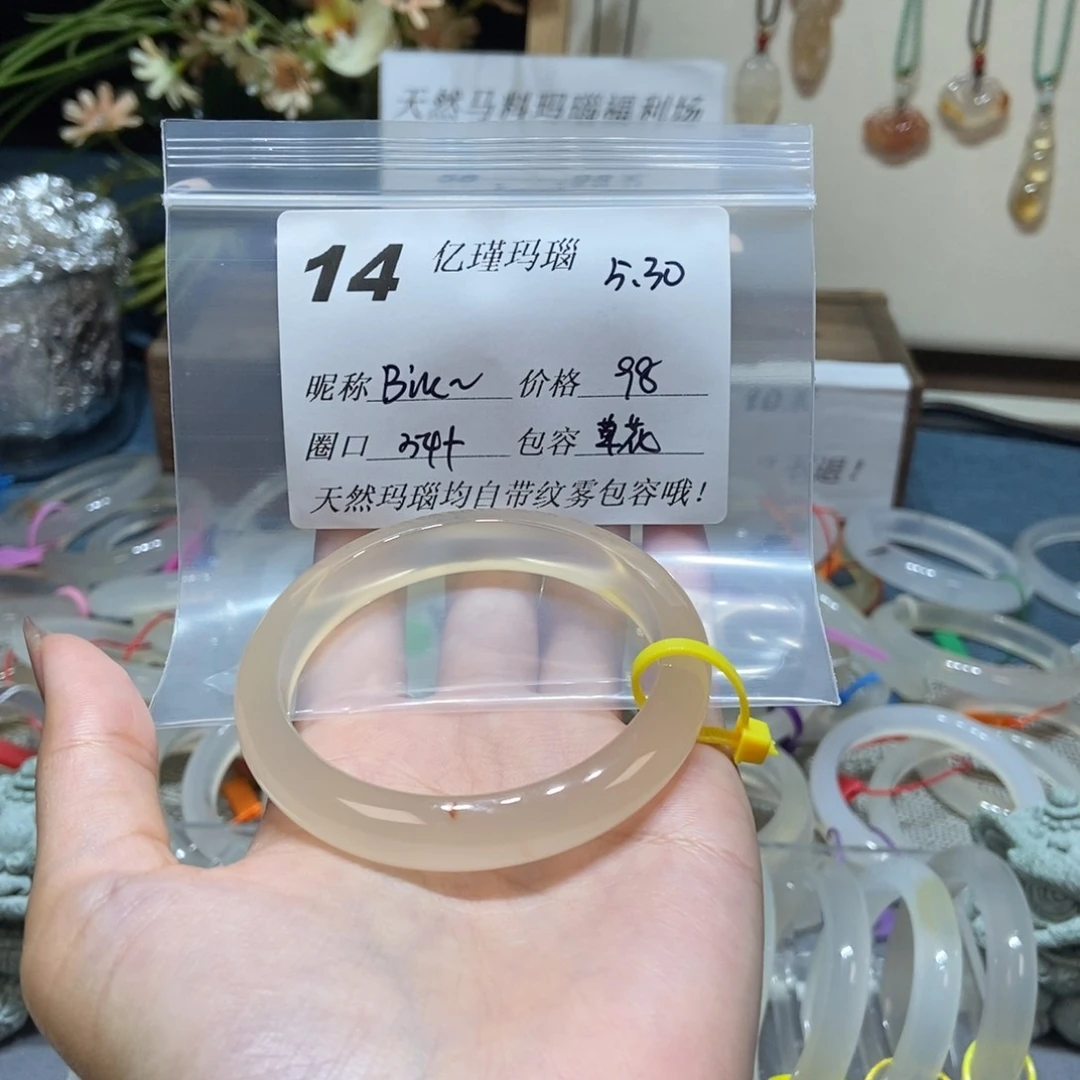 天然马料玛瑙福利场
14 亿瑾玛瑙 5.30
昵称 价格 98
圈口 54+ 包容 草花
天然玛瑙均自带纹雾包容哦!
10
退!